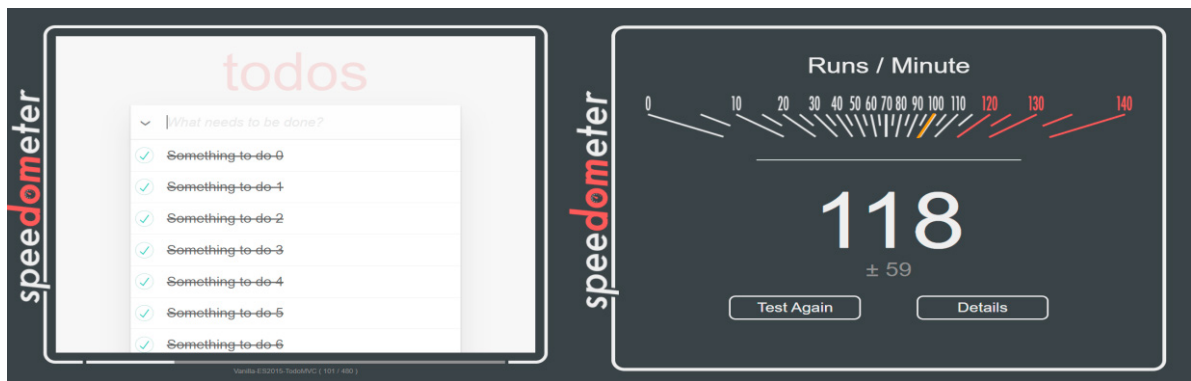 speedometer
todos
What needs to be done?
Something to do 0
Something to do 1
Something to do 2
Something to do 3
Something to do 4
Something to do 5
Something to do 6
Vanilla-ES2015-TodoMVC ( 101 / 480 )
speedometer
Runs / Minute
0 10 20 30 40 50 60 70 80 90 100 110 120 130 140
118
± 59
Test Again Details